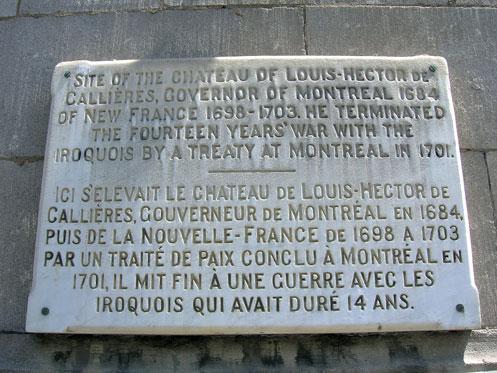 SITE OF THE CHATEAU OF LOUIS-HECTOR DE
CALLIÈRES, GOVERNOR OF MONTREAL 1684
OF NEW FRANCE 1698-1703. HE TERMINATED
THE FOURTEEN YEARS' WAR WITH THE
IROQUOIS BY A TREATY AT MONTREAL IN 1701.
ICI S'ELEVAIT LE CHATEAU DE LOUIS-HECTOR DE
CALLIÈRES, GOUVERNEUR DE MONTRÉAL EN 1684,
PUIS DE LA NOUVELLE-FRANCE DE 1698 A 1703
PAR UN TRAITÉ DE PAIX CONCLU À MONTRÉAL EN
1701, IL MIT FIN À UNE GUERRE AVEC LES
IROQUOIS QUI AVAIT DURÉ 14 ANS.